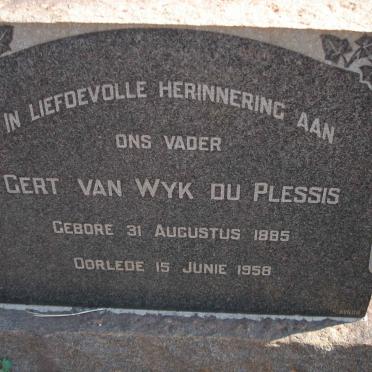 IN LIEFDEVOLLE HERINNERING AAN
ONS VADER
GERT VAN WYK DU PLESSIS
GEBORE 31 AUGUSTUS 1885
OORLEDE 15 JUNIE 1958